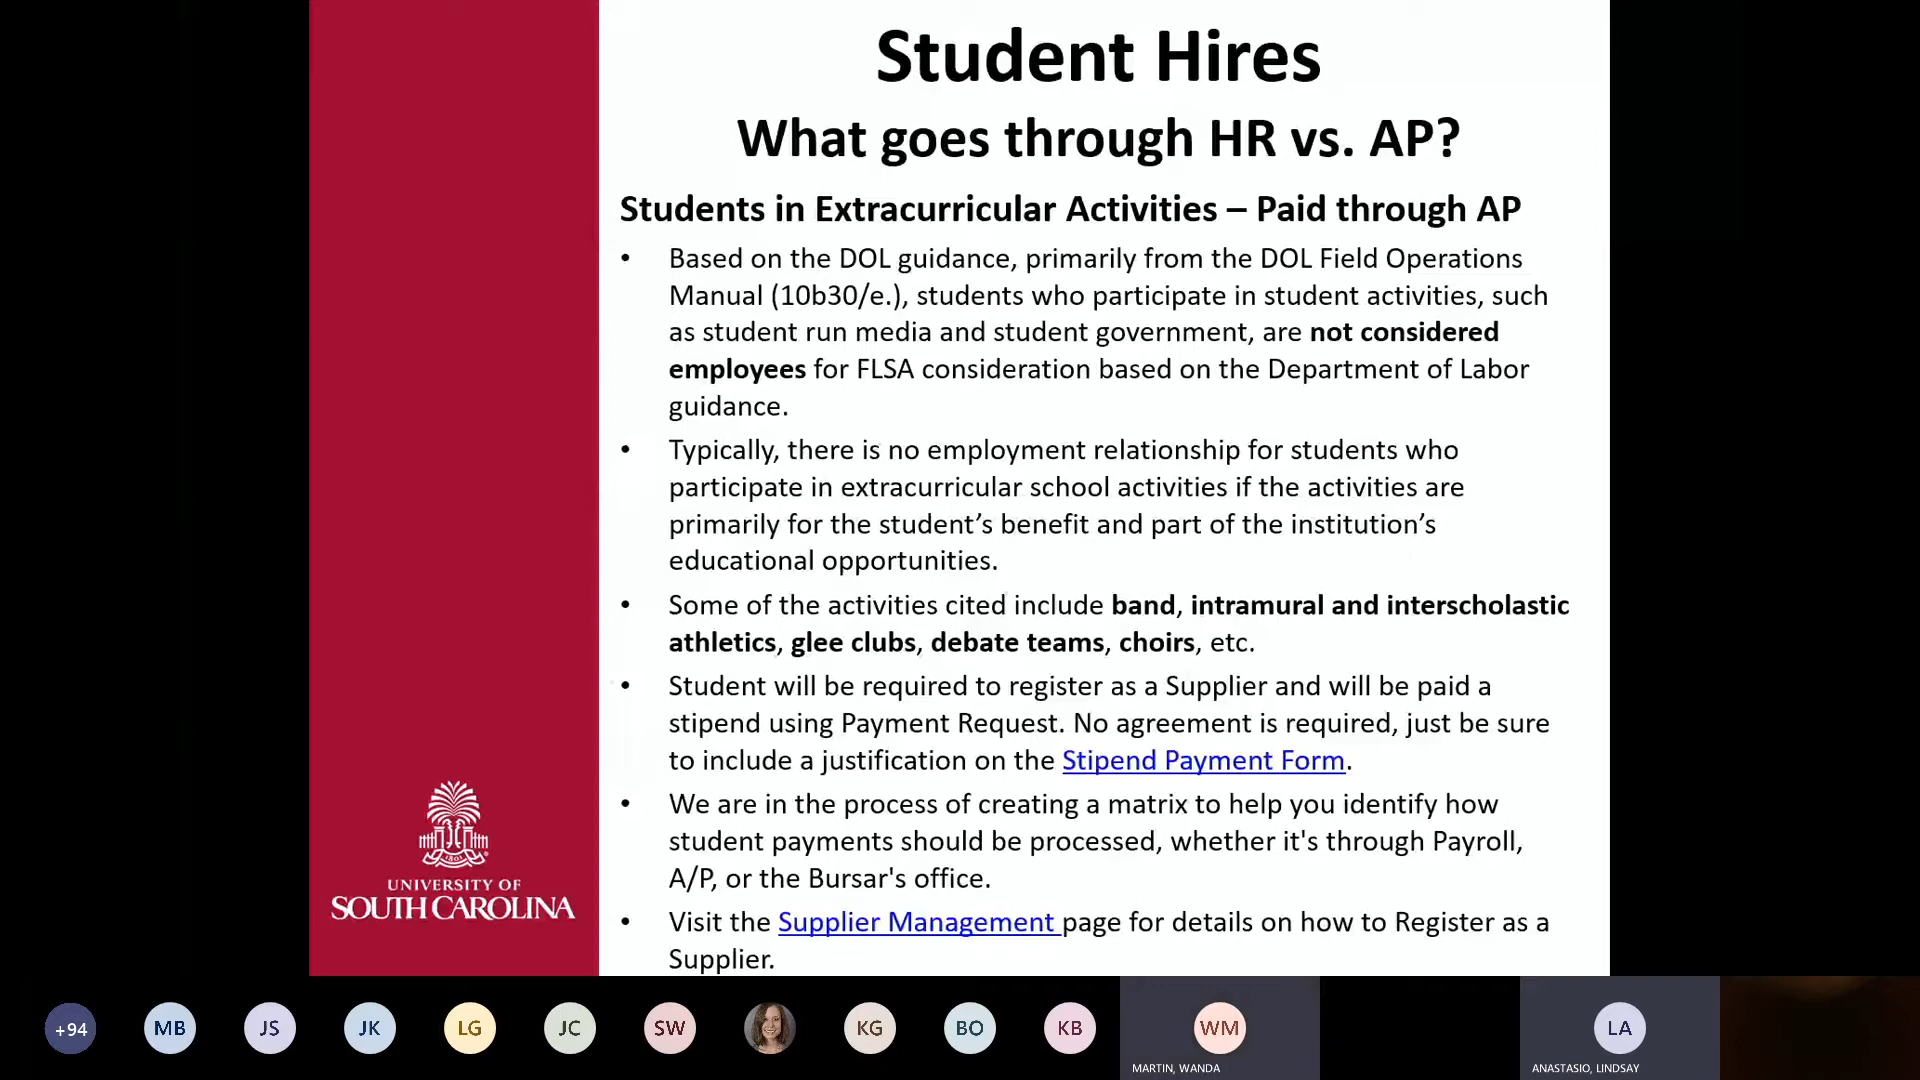 Student Hires
What goes through HR vs. AP?
Students in Extracurricular Activities – Paid through AP
• Based on the DOL guidance, primarily from the DOL Field Operations
Manual (10b30/e.), students who participate in student activities, such
as student run media and student government, are not considered
employees for FLSA consideration based on the Department of Labor
guidance.
• Typically, there is no employment relationship for students who
participate in extracurricular school activities if the activities are
primarily for the student’s benefit and part of the institution’s
educational opportunities.
• Some of the activities cited include band, intramural and interscholastic
athletics, glee clubs, debate teams, choirs, etc.
• Student will be required to register as a Supplier and will be paid a
stipend using Payment Request. No agreement is required, just be sure
to include a justification on the Stipend Payment Form.
• We are in the process of creating a matrix to help you identify how
student payments should be processed, whether it's through Payroll,
A/P, or the Bursar's office.
• Visit the Supplier Management page for details on how to Register as a
Supplier.
1801
UNIVERSITY OF
SOUTH CAROLINA
+94 MB JS JK LG JC SW KG BO KB WM LA
MARTIN, WANDA ANASTASIO, LINDSAY